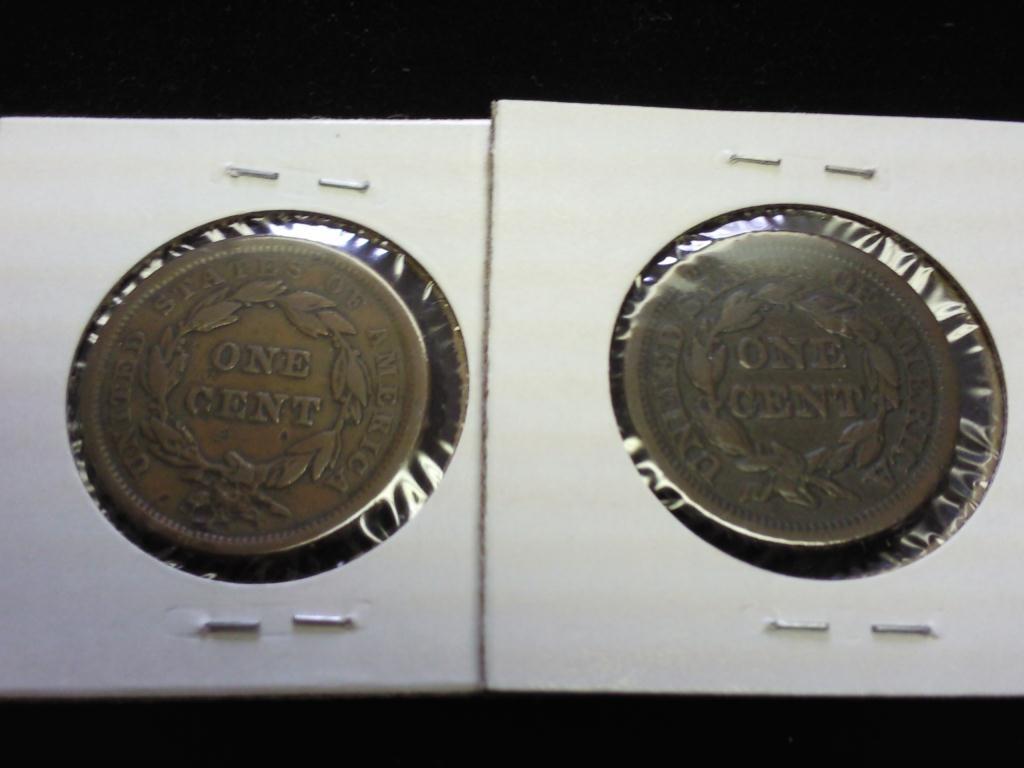 UNITED STATES OF AMERICA
ONE
CENT
UNITED STATES OF AMERICA
ONE
CENT